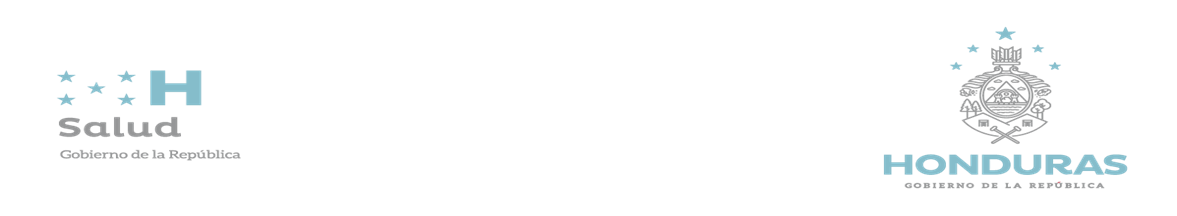 H
Salud
Gobierno de la República
HONDURAS
GOBIERNO DE LA REPÚBLICA